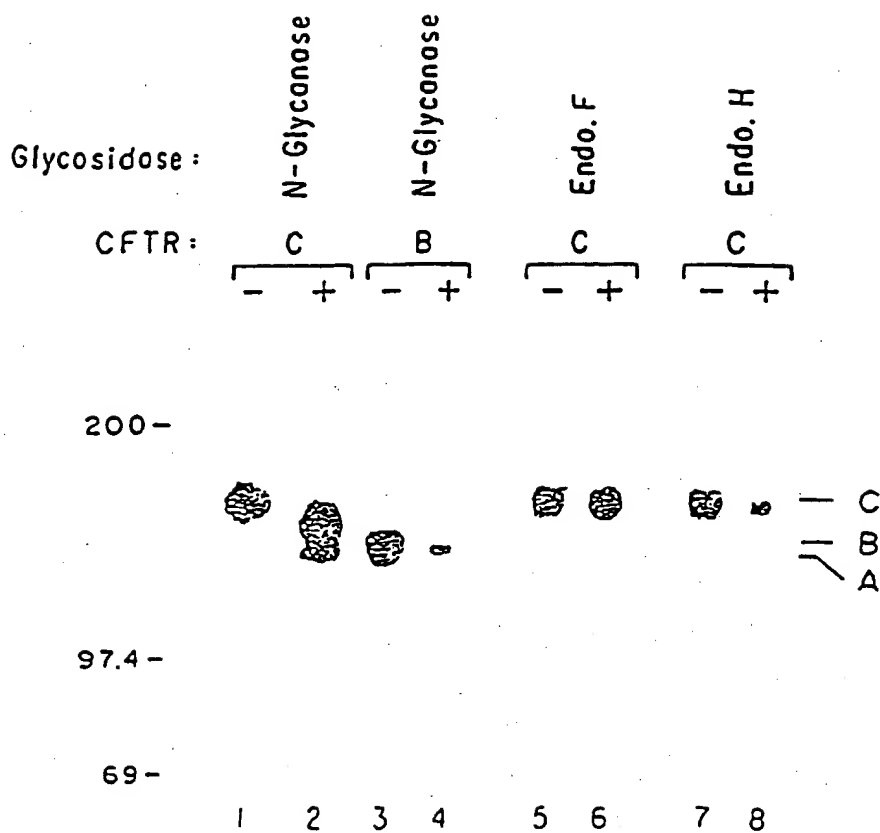 N-Glycanase
N-Glycanase
Endo. F
Endo. H
Glycosidase :
CFTR : C B C C
- + - + - + - +
200-
C
B
A
97.4-
69-
1 2 3 4 5 6 7 8